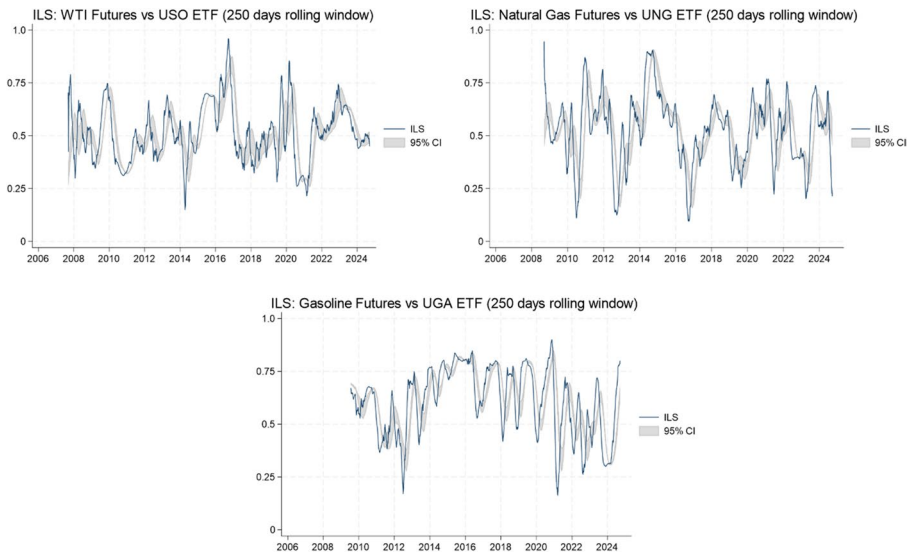 ILS: WTI Futures vs USO ETF (250 days rolling window)
1.0
0.75
0.5
0.25
0
2006 2008 2010 2012 2014 2016 2018 2020 2022 2024
ILS
95% CI
ILS: Natural Gas Futures vs UNG ETF (250 days rolling window)
1.0
0.75
0.5
0.25
0
2006 2008 2010 2012 2014 2016 2018 2020 2022 2024
ILS
95% CI
ILS: Gasoline Futures vs UGA ETF (250 days rolling window)
1.0
0.75
0.5
0.25
0
2006 2008 2010 2012 2014 2016 2018 2020 2022 2024
ILS
95% CI